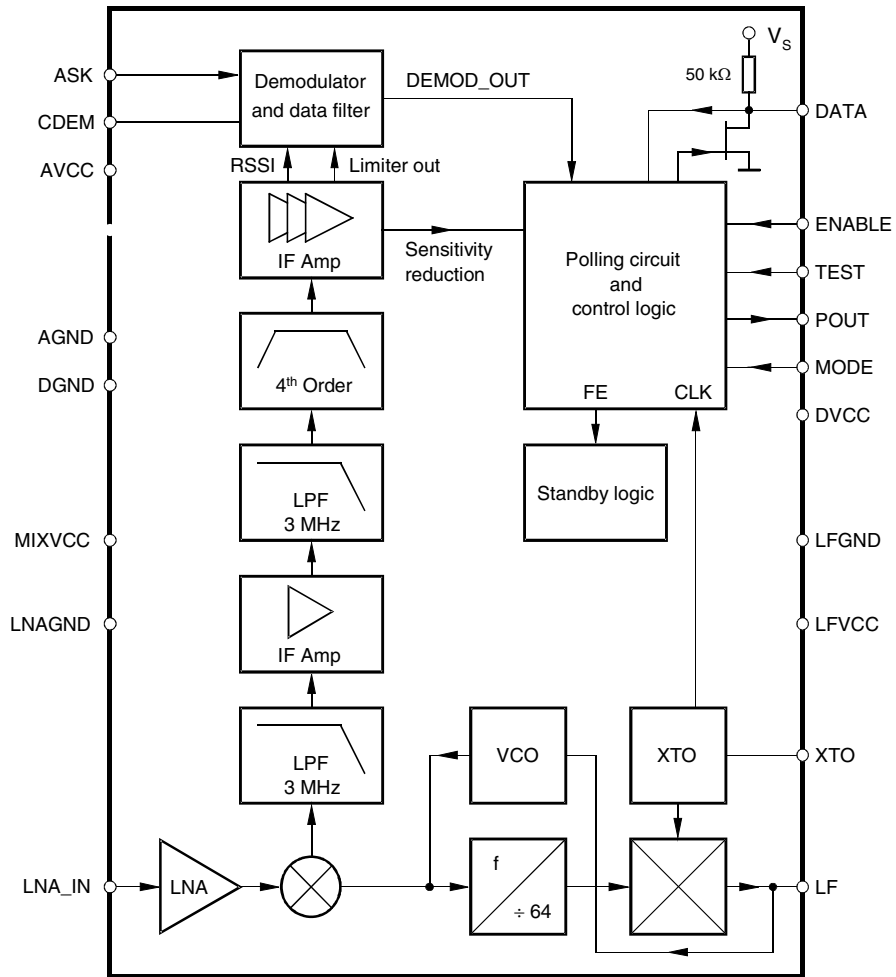 V_S
50 kΩ
ASK
Demodulator
and data filter
DEMOD_OUT
DATA
CDEM
RSSI
Limiter out
AVCC
IF Amp
Sensitivity
reduction
Polling circuit
and
control logic
FE
CLK
ENABLE
TEST
POUT
MODE
DVCC
AGND
DGND
4th Order
Standby logic
LPF
3 MHz
MIXVCC
LFGND
IF Amp
LNAGND
LFVCC
LPF
3 MHz
VCO
XTO
XTO
LNA_IN
LNA
f
÷ 64
LF